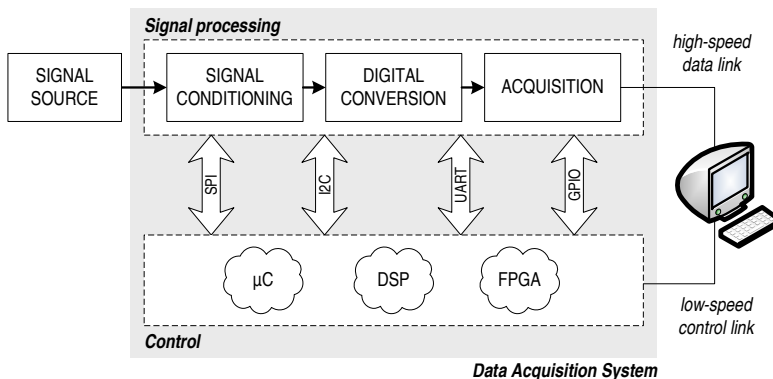 Signal processing
high-speed
data link
SIGNAL
SOURCE
SIGNAL
CONDITIONING
DIGITAL
CONVERSION
ACQUISITION
SPI
I2C
UART
GPIO
µC
DSP
FPGA
low-speed
control link
Control
Data Acquisition System